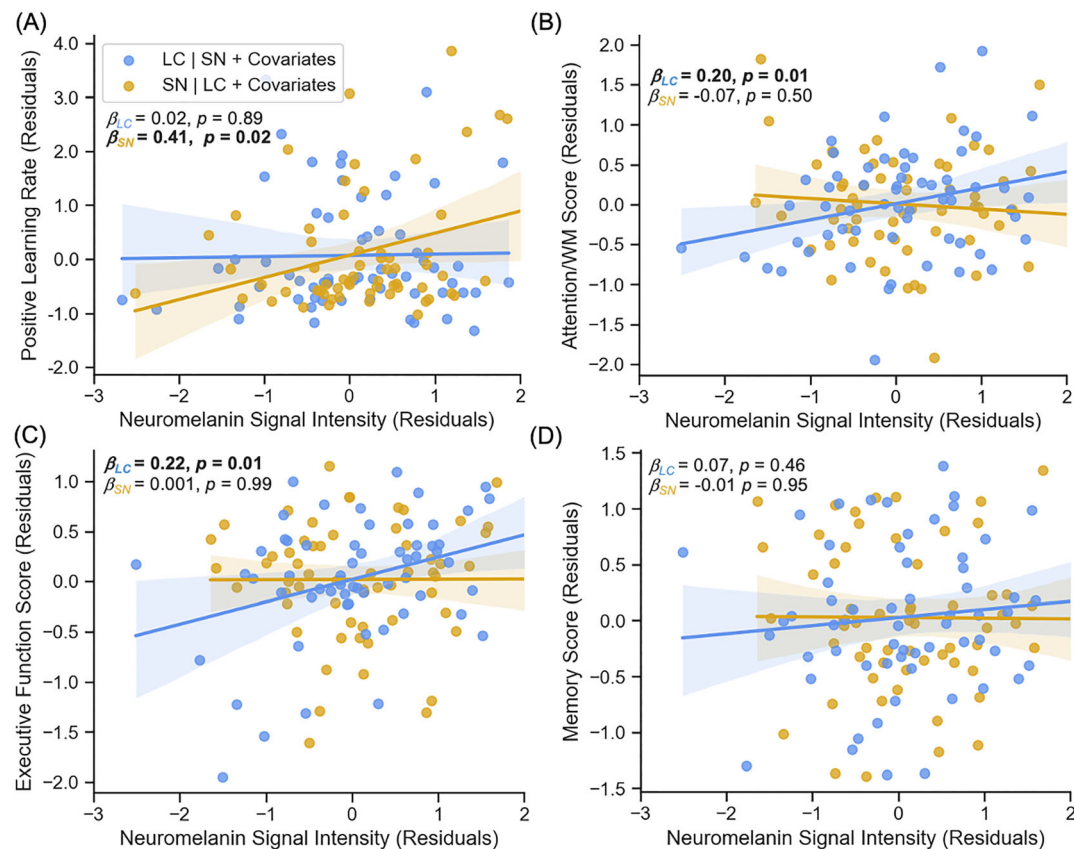 (A)
4.0
3.0
2.0
1.0
0.0
−1.0
−2.0
Positive Learning Rate (Residuals)
LC | SN + Covariates
SN | LC + Covariates
βLC = 0.02, p = 0.89
βSN = 0.41, p = 0.02
−3 −2 −1 0 1 2
Neuromelanin Signal Intensity (Residuals)
(B)
2.0
1.5
1.0
0.5
0.0
−0.5
−1.0
−1.5
−2.0
Attention/WM Score (Residuals)
βLC = 0.20, p = 0.01
βSN = -0.07, p = 0.50
−3 −2 −1 0 1 2
Neuromelanin Signal Intensity (Residuals)
(C)
1.0
0.5
0.0
−0.5
−1.0
−1.5
−2.0
Executive Function Score (Residuals)
βLC = 0.22, p = 0.01
βSN = 0.001, p = 0.99
−3 −2 −1 0 1 2
Neuromelanin Signal Intensity (Residuals)
(D)
1.5
1.0
0.5
0.0
−0.5
−1.0
−1.5
Memory Score (Residuals)
βLC = 0.07, p = 0.46
βSN = -0.01, p = 0.95
−3 −2 −1 0 1 2
Neuromelanin Signal Intensity (Residuals)